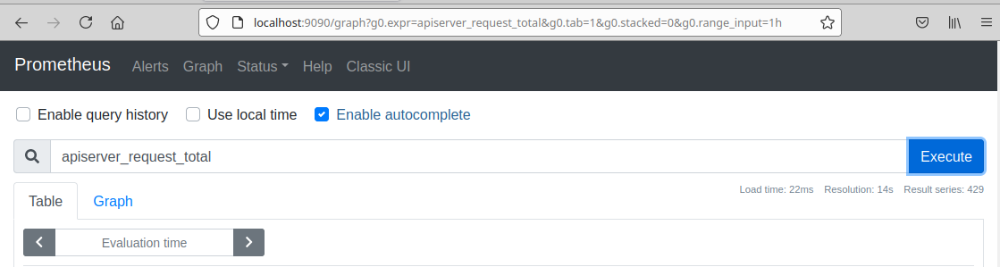 localhost:9090/graph?g0.expr=apiserver_request_total&g0.tab=1&g0.stacked=0&g0.range_input=1h
Prometheus Alerts Graph Status Help Classic UI
Enable query history Use local time Enable autocomplete
apiserver_request_total Execute
Load time: 22ms Resolution: 14s Result series: 429
Table Graph
Evaluation time